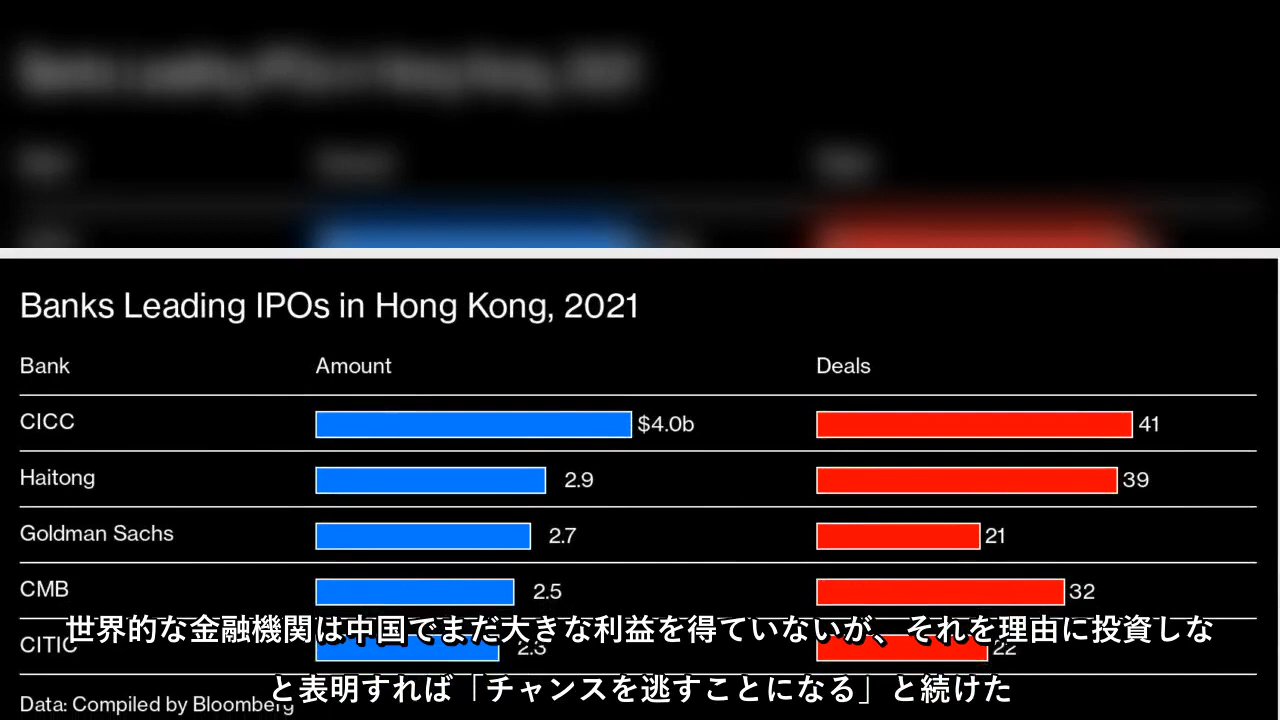 Banks Leading IPOs in Hong Kong, 2021
Bank Amount Deals
CICC $4.0b 41
Haitong 2.9 39
Goldman Sachs 2.7 21
CMB 2.5 32
CITIC 2.3 22
世界的な金融機関は中国でまだ大きな利益を得ていないが、それを理由に投資しな
と表明すれば「チャンスを逃すことになる」と続けた
Data: Compiled by Bloomberg